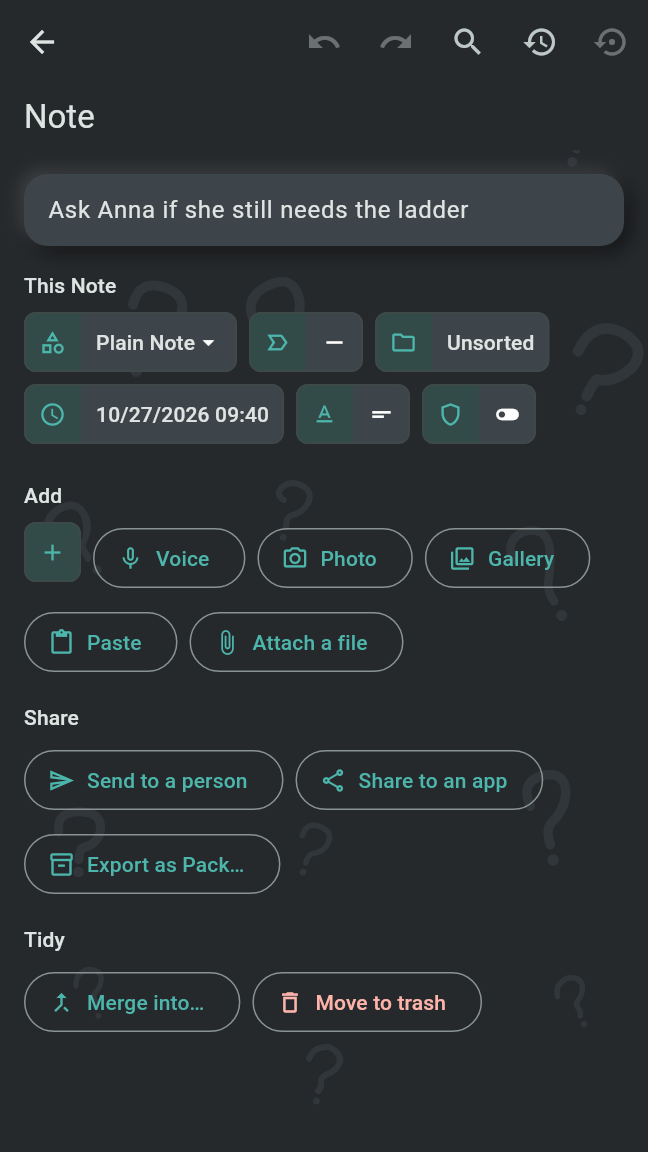 Note
Ask Anna if she still needs the ladder
This Note
Plain Note
Unsorted
10/27/2026 09:40
Add
Voice
Photo
Gallery
Paste
Attach a file
Share
Send to a person
Share to an app
Export as Pack…
Tidy
Merge into…
Move to trash